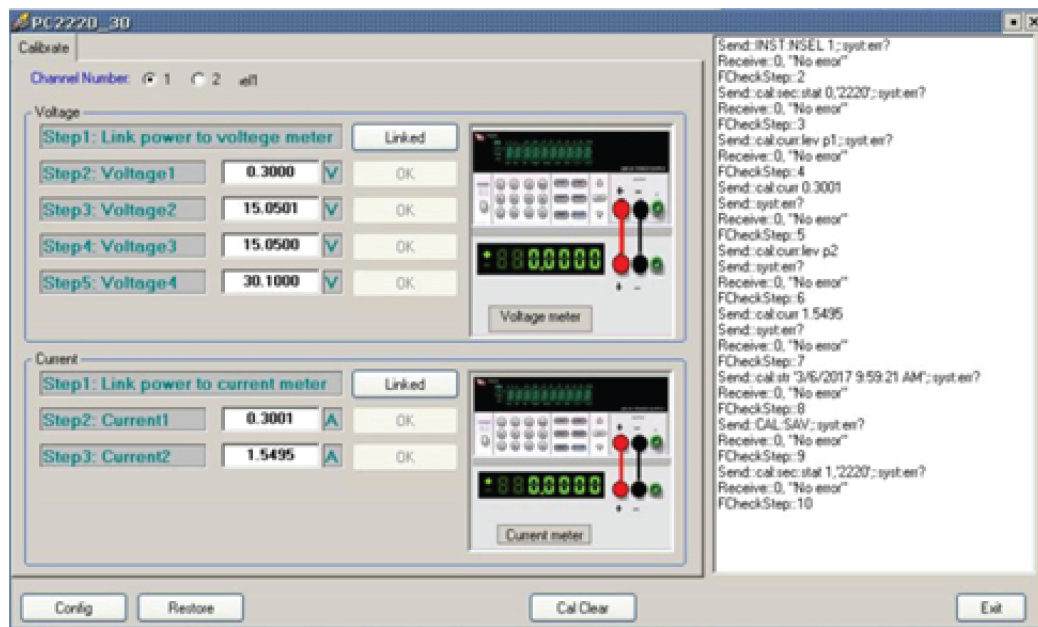 PC2220_30
Calibrate
Channel Number: 1 2 ell1
Voltage
Step1: Link power to voltege meter Linked
Step2: Voltage1 0.3000 V OK
Step3: Voltage2 15.0501 V OK
Step4: Voltage3 15.0500 V OK
Step5: Voltage4 30.1000 V OK
Voltage meter
Current
Step1: Link power to current meter Linked
Step2: Current1 0.3001 A OK
Step3: Current2 1.5495 A OK
Current meter
Config Restore Cal Clear Exit
Send::INST:NSEL 1;:syst:err?
Receive::0, "No error"
FCheckStep::2
Send::cal:sec:stat 0,'2220';:syst:err?
Receive::0, "No error"
FCheckStep::3
Send::cal:curr:lev p1;:syst:err?
Receive::0, "No error"
FCheckStep::4
Send::cal:curr 0.3001
Send::syst:err?
Receive::0, "No error"
FCheckStep::5
Send::cal:curr:lev p2
Send::syst:err?
Receive::0, "No error"
FCheckStep::6
Send::cal:curr 1.5495
Send::syst:err?
Receive::0, "No error"
FCheckStep::7
Send::cal:str "3/6/2017 9:59:21 AM";:syst:err?
Receive::0, "No error"
FCheckStep::8
Send::CAL:SAV;:syst:err?
Receive::0, "No error"
FCheckStep::9
Send::cal:sec:stat 1,'2220';:syst:err?
Receive::0, "No error"
FCheckStep::10